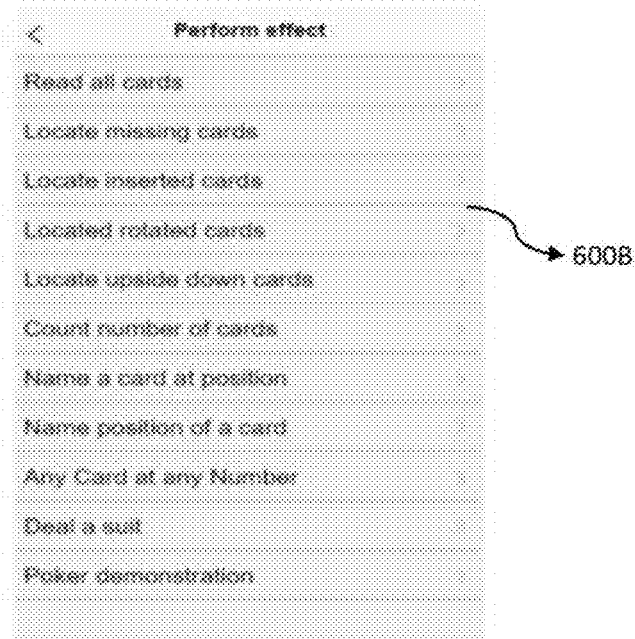 < Perform effect
Read all cards
Locate missing cards
Locate inserted cards
Located rotated cards
Locate upside down cards
Count number of cards
Name a card at position
Name position of a card
Any Card at any Number
Deal a suit
Poker demonstration
600B